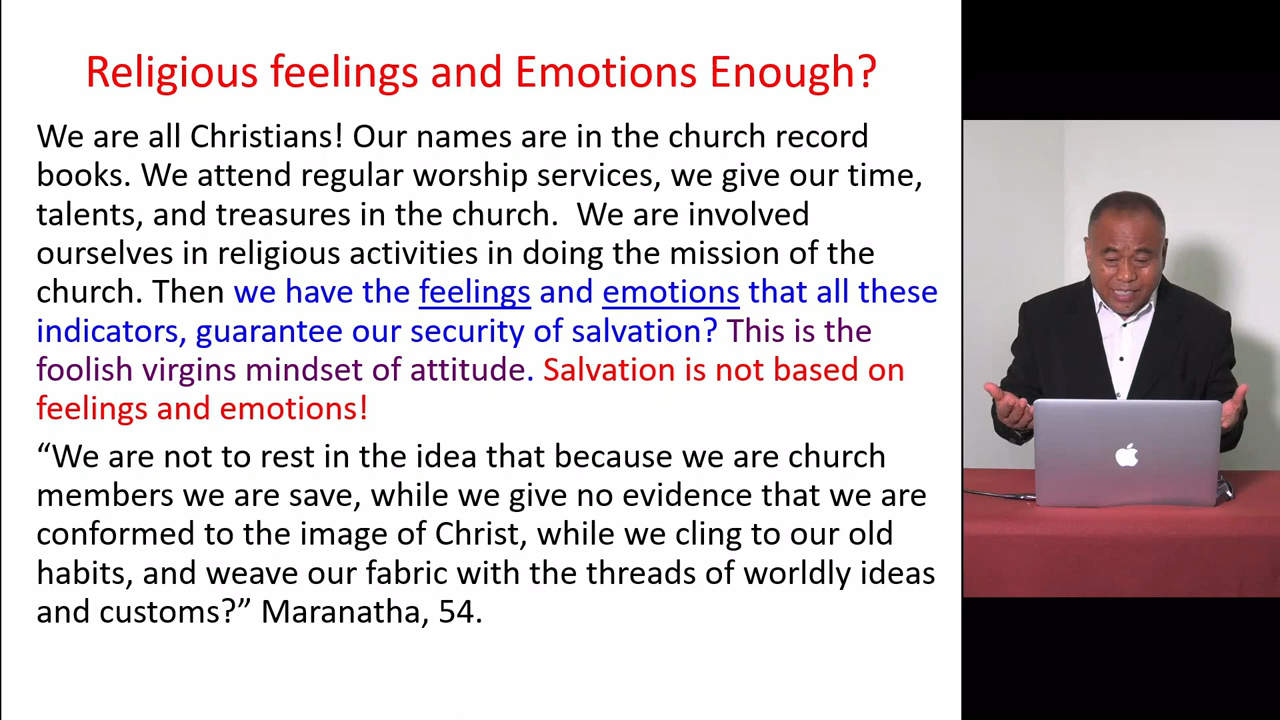 Religious feelings and Emotions Enough?
We are all Christians! Our names are in the church record
books. We attend regular worship services, we give our time,
talents, and treasures in the church.  We are involved
ourselves in religious activities in doing the mission of the
church. Then we have the feelings and emotions that all these
indicators, guarantee our security of salvation? This is the
foolish virgins mindset of attitude. Salvation is not based on
feelings and emotions!
“We are not to rest in the idea that because we are church
members we are save, while we give no evidence that we are
conformed to the image of Christ, while we cling to our old
habits, and weave our fabric with the threads of worldly ideas
and customs?” Maranatha, 54.